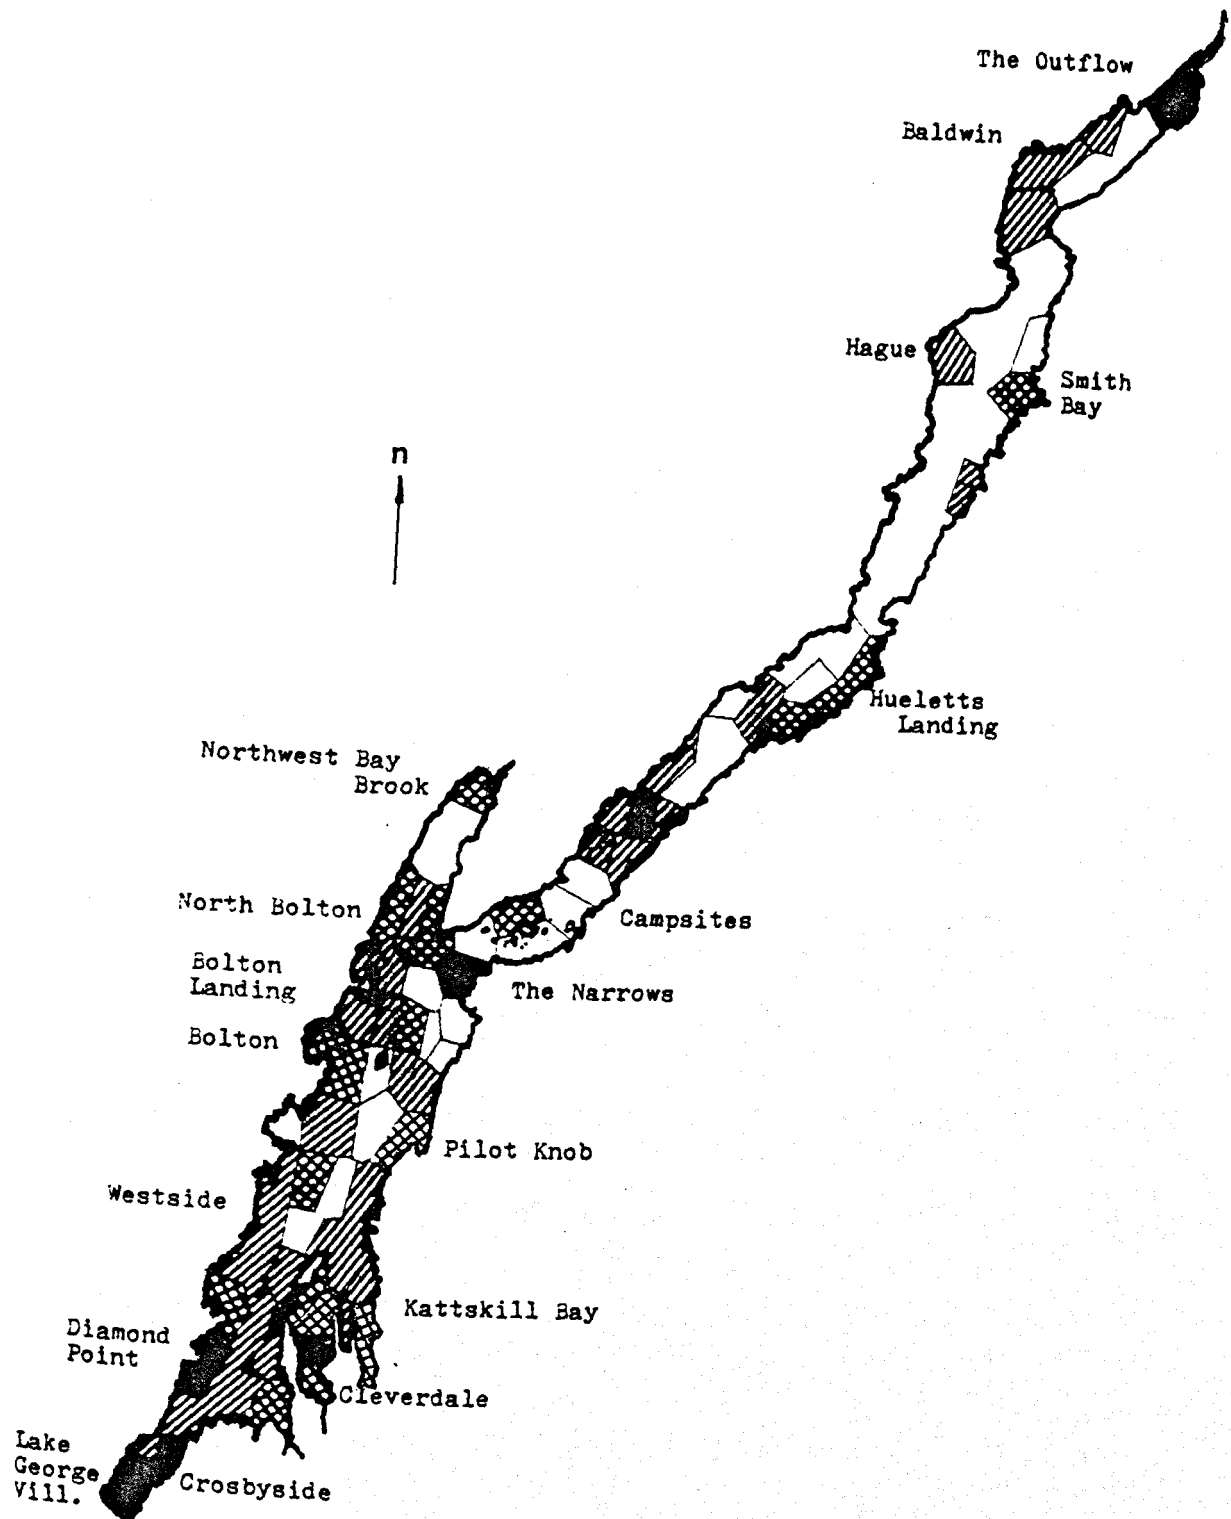 The Outflow
Baldwin
Hague
Smith
Bay
n
Hueletts
Landing
Northwest Bay
Brook
North Bolton
Campsites
Bolton
Landing
The Narrows
Bolton
Pilot Knob
Westside
Kattskill Bay
Diamond
Point
Cleverdale
Lake
George
Vill.
Crosbyside